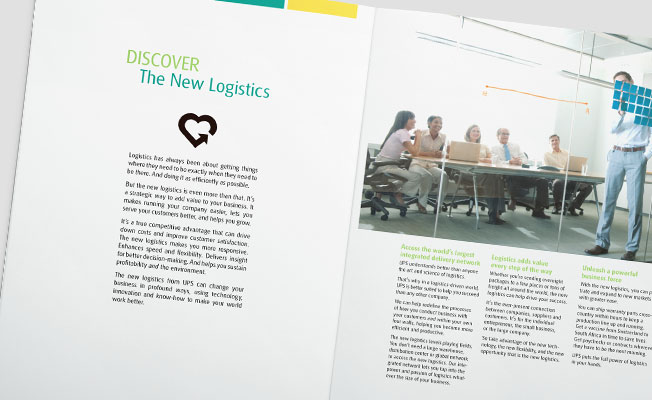 DISCOVER
The New Logistics
Logistics has always been about getting things
where they need to be exactly when they need to
be there. And doing it as efficiently as possible.
But the new logistics is even more than that. It's
a strategic way to add value to your business. It
makes running your company easier, lets you
serve your customers better, and helps you grow.
It's a true competitive advantage that can drive
down costs and improve customer satisfaction.
The new logistics makes you more responsive.
Enhances speed and flexibility. Delivers insight
for better decision-making. And helps you sustain
profitability and the environment.
The new logistics from UPS can change your
business in profound ways, using technology,
innovation and know-how to make your world
work better.
Access the world's largest
integrated delivery network
UPS understands better than anyone
the art and science of logistics.
That's why in a logistics-driven world,
UPS is better suited to help you succeed
than any other company.
We can help redefine the processes
of how you conduct business with
your customers and within your own
four walls, helping you become more
efficient and productive.
The new logistics levels playing fields.
You don't need a large warehouse,
distribution center or global network
to access the new logistics. Our inte-
grated network lets you tap into the
power and passion of logistics what-
ever the size of your business.
Logistics adds value
every step of the way
Whether you're sending overnight
packages to a few places or tons of
freight all around the world, the new
logistics can help drive your success.
It's the ever-present connection
between companies, suppliers and
customers. It's for the individual
entrepreneur, the small business,
or the large company.
So take advantage of the new tech-
nology, the new flexibility, and the new
opportunity that is the new logistics.
Unleash a powerful
business force
With the new logistics, you can pe
trate and expand to new markets
with greater ease.
You can ship warranty parts cross-
country within hours to keep a
production line up and running.
Get a vaccine from Switzerland to
South Africa in time to save lives.
Get paychecks or contracts wherever
they have to be the next morning.
UPS puts the full power of logistics
in your hands.